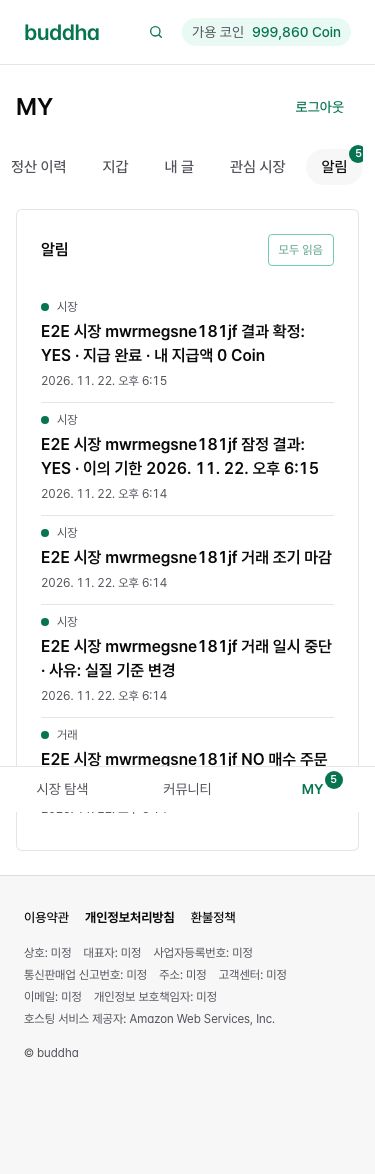 buddha
가용 코인 999,860 Coin
MY
로그아웃
정산 이력
지갑
내 글
관심 시장
알림
5
알림
모두 읽음
시장
E2E 시장 mwrmegsne181jf 결과 확정:
YES · 지급 완료 · 내 지급액 0 Coin
2026. 11. 22. 오후 6:15
시장
E2E 시장 mwrmegsne181jf 잠정 결과:
YES · 이의 기한 2026. 11. 22. 오후 6:15
2026. 11. 22. 오후 6:14
시장
E2E 시장 mwrmegsne181jf 거래 조기 마감
2026. 11. 22. 오후 6:14
시장
E2E 시장 mwrmegsne181jf 거래 일시 중단
· 사유: 실질 기준 변경
2026. 11. 22. 오후 6:14
거래
E2E 시장 mwrmegsne181jf NO 매수 주문
시장 탐색
커뮤니티
MY
5
이용약관 개인정보처리방침 환불정책
상호: 미정 대표자: 미정 사업자등록번호: 미정
통신판매업 신고번호: 미정 주소: 미정 고객센터: 미정
이메일: 미정 개인정보 보호책임자: 미정
호스팅 서비스 제공자: Amazon Web Services, Inc.
© buddha